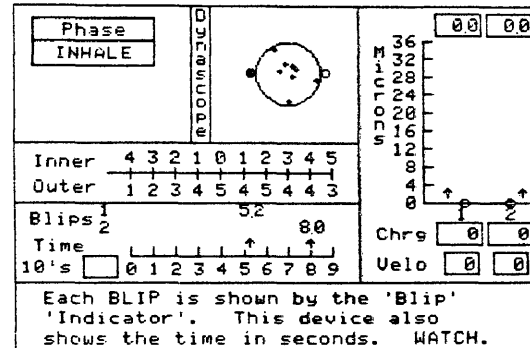 Phase
INHALE
Dynascope
Microns
0.0 0.0
36
32
28
24
20
16
12
8
4
0
1 2
Inner 4 3 2 1 0 1 2 3 4 5
Outer 1 2 3 4 5 4 5 4 4 3
Blips 1 5.2
2 8.0
Time
10's 0 1 2 3 4 5 6 7 8 9
Chrg 0 0
Velo 0 0
Each BLIP is shown by the 'Blip'
'Indicator'. This device also
shows the time in seconds. WATCH.